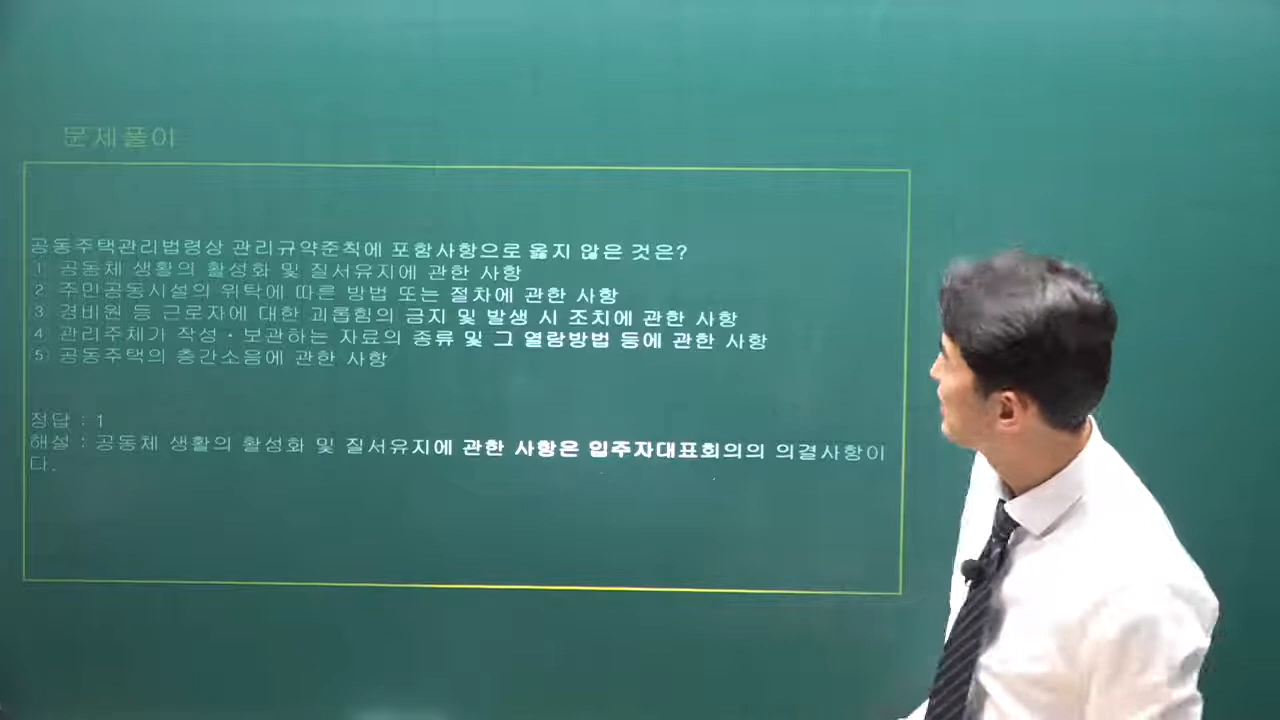 문제풀이
공동주택관리법령상 관리규약준칙에 포함사항으로 옳지 않은 것은?
① 공동체 생활의 활성화 및 질서유지에 관한 사항
② 주민공동시설의 위탁에 따른 방법 또는 절차에 관한 사항
③ 경비원 등 근로자에 대한 괴롭힘의 금지 및 발생 시 조치에 관한 사항
④ 관리주체가 작성·보관하는 자료의 종류 및 그 열람방법 등에 관한 사항
⑤ 공동주택의 층간소음에 관한 사항
정답 : 1
해설 : 공동체 생활의 활성화 및 질서유지에 관한 사항은 입주자대표회의의 의결사항이
다.